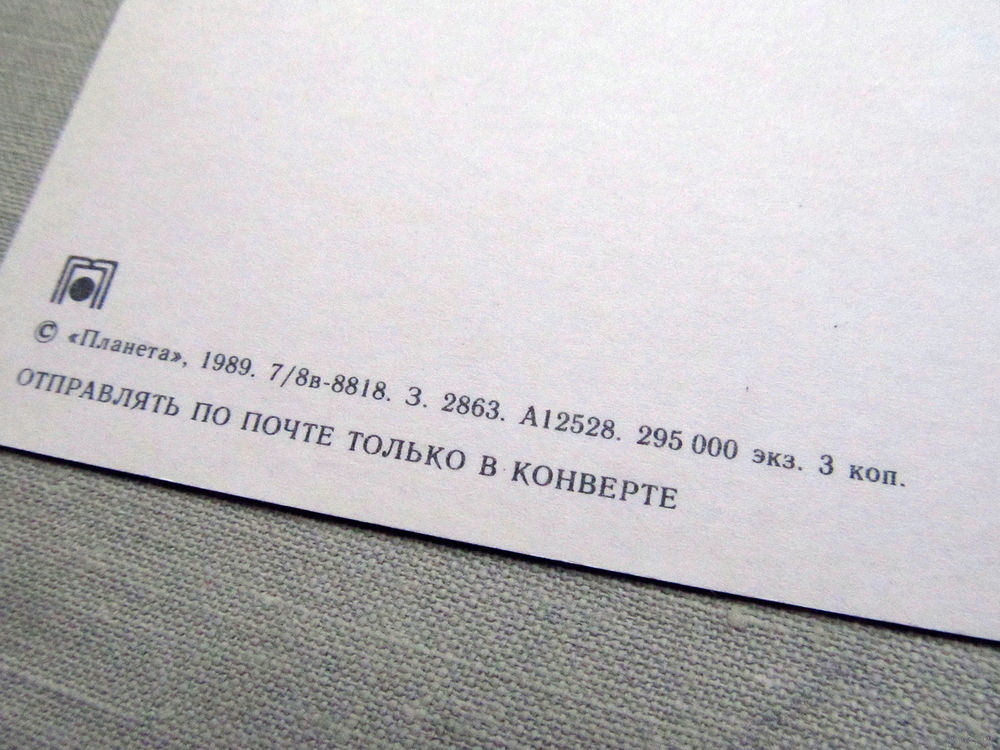 © «Планета», 1989. 7/8в-8818. З. 2863. А12528. 295 000 экз. 3 коп.
ОТПРАВЛЯТЬ ПО ПОЧТЕ ТОЛЬКО В КОНВЕРТЕ